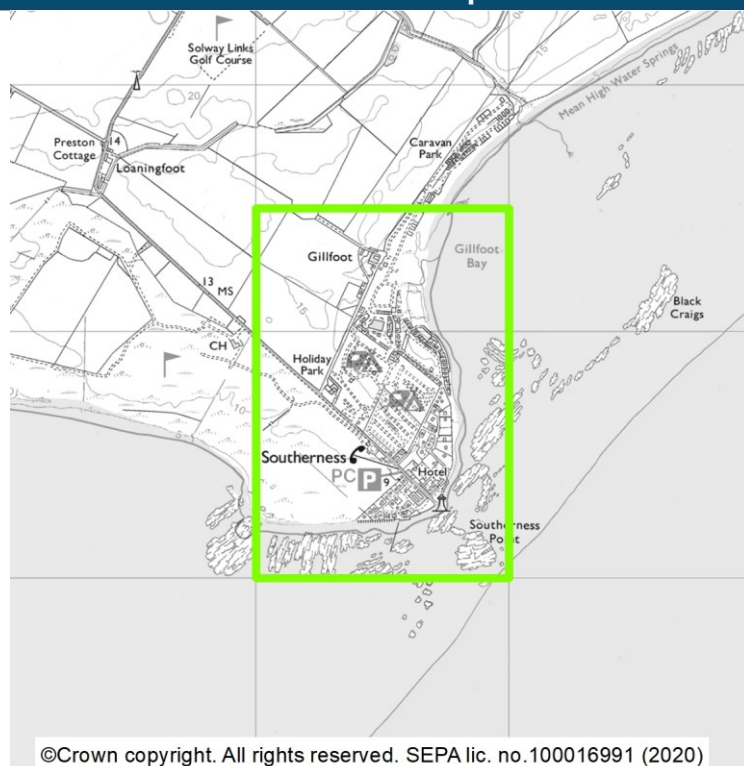 Solway Links
Golf Course
20
15
Mean High Water Springs
Preston
Cottage
14
Loaningfoot
Caravan
Park
Gillfoot
Gillfoot
Bay
13
MS
15
Black
Craigs
CH
Holiday
Park
10
Southerness
PC P
9
Hotel
Southerness
Point
©Crown copyright. All rights reserved. SEPA lic. no.100016991 (2020)